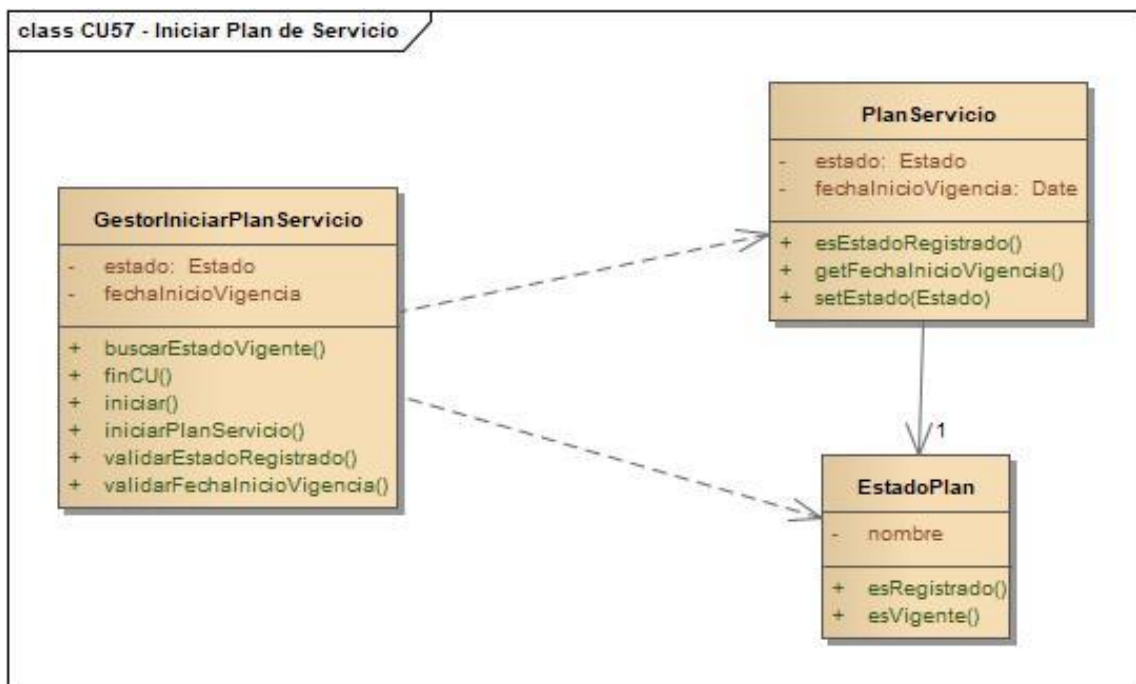 class CU57 - Iniciar Plan de Servicio
PlanServicio
- estado: Estado
- fechaInicioVigencia: Date
+ esEstadoRegistrado()
+ getFechaInicioVigencia()
+ setEstado(Estado)
GestorIniciarPlanServicio
- estado: Estado
- fechaInicioVigencia
+ buscarEstadoVigente()
+ finCU()
+ iniciar()
+ iniciarPlanServicio()
+ validarEstadoRegistrado()
+ validarFechaInicioVigencia()
1
EstadoPlan
- nombre
+ esRegistrado()
+ esVigente()